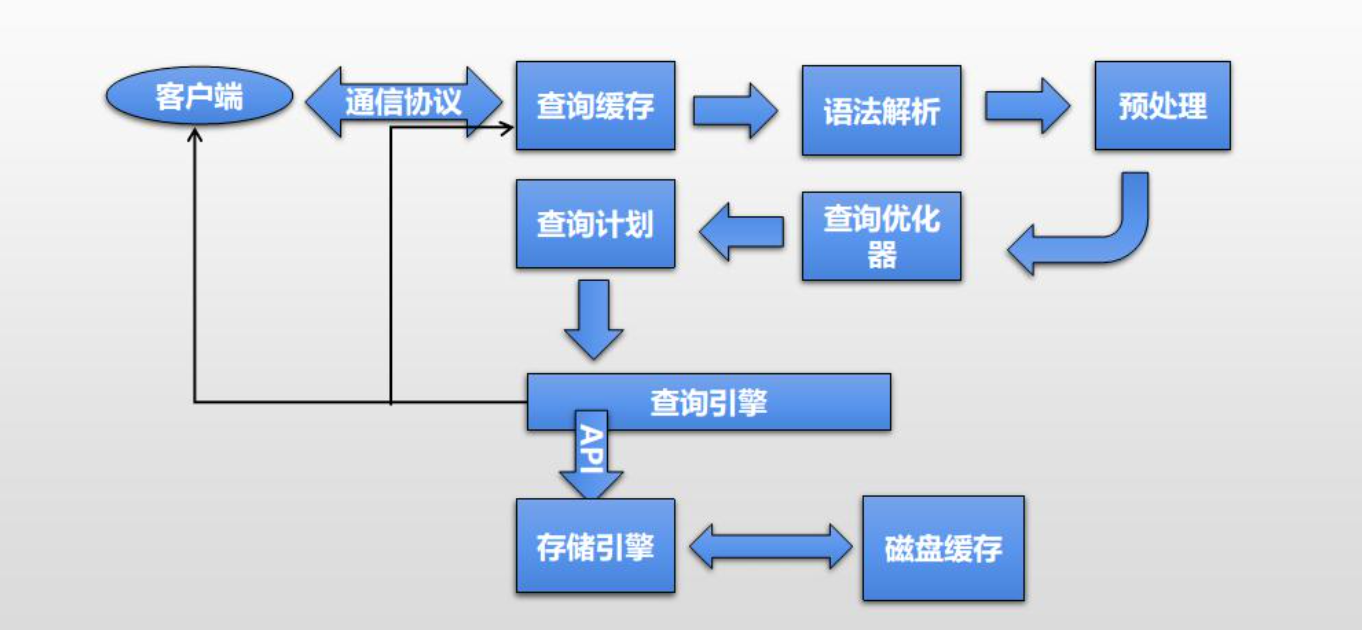 客户端
通信协议
查询缓存
语法解析
预处理
查询计划
查询优化
器
查询引擎
API
存储引擎
磁盘缓存